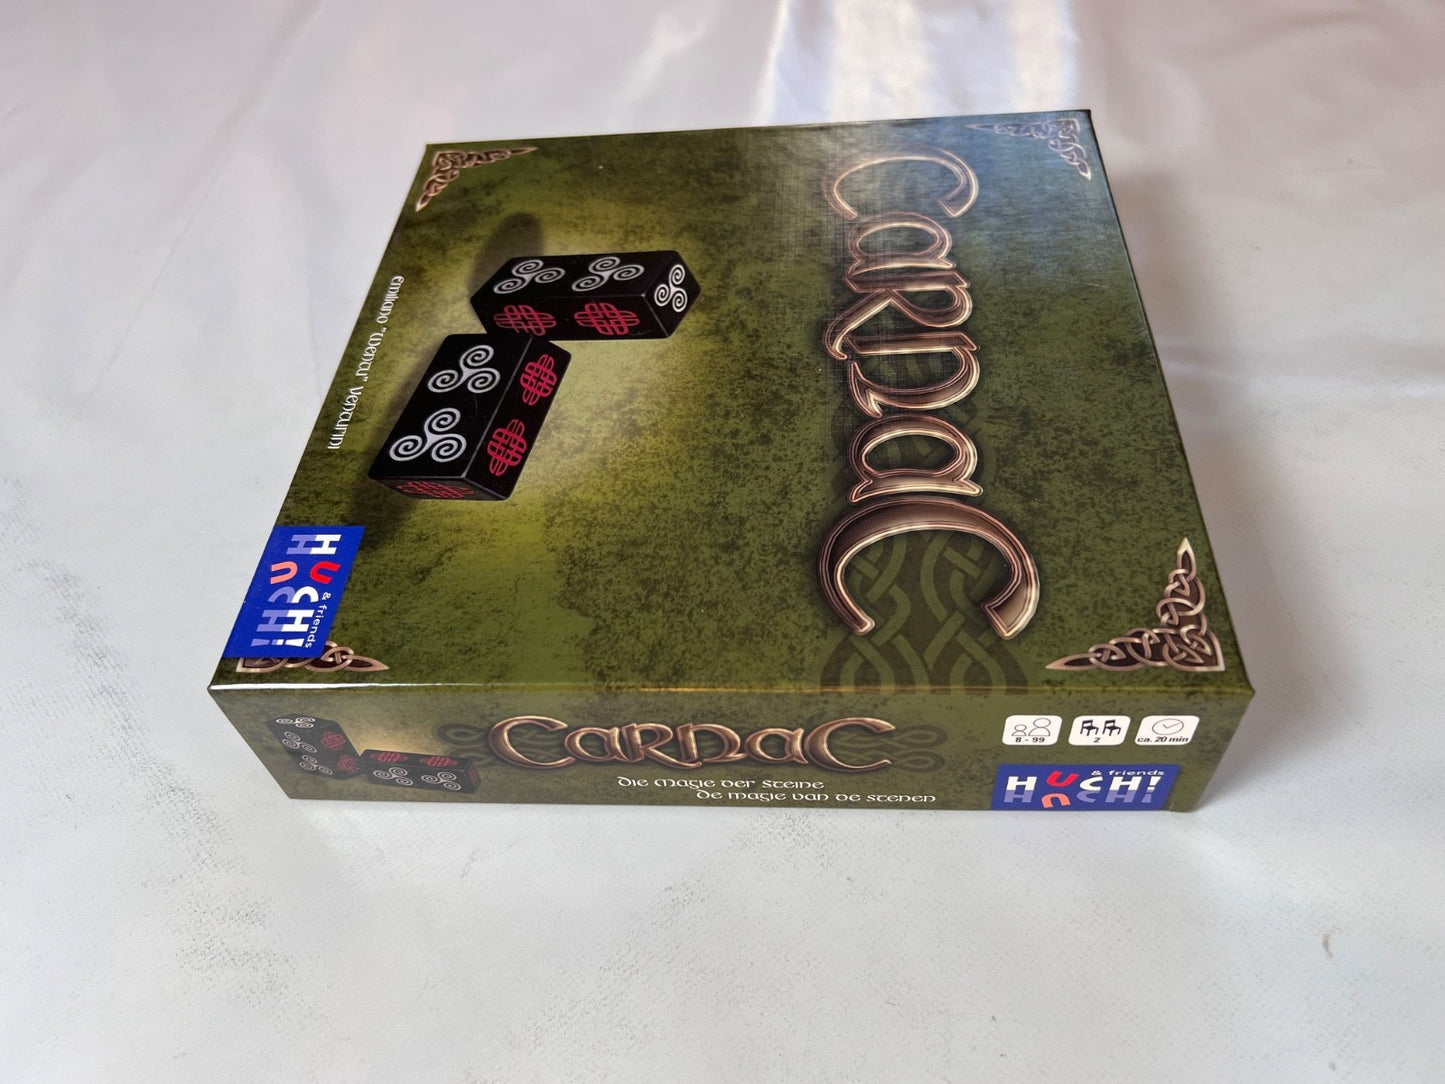 CARNAC
Emiliano "Wentu" Venturini
HUCH!
& friends
CARNAC
Die Magie der Steine
De magie van de stenen
8 - 99
2
ca. 20 min
& friends
HUCH!